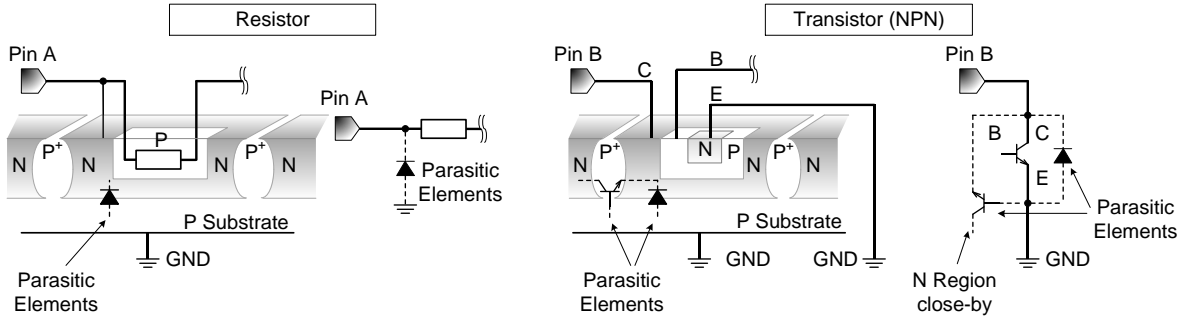 Resistor
Transistor (NPN)
Pin A
Pin A
Pin B
Pin B
C
B
E
B
C
E
N
P+
N
P
N
P+
N
N
P+
N
P
N
P+
N
Parasitic
Elements
P Substrate
GND
Parasitic
Elements
P Substrate
GND
GND
Parasitic
Elements
Parasitic
Elements
N Region
close-by